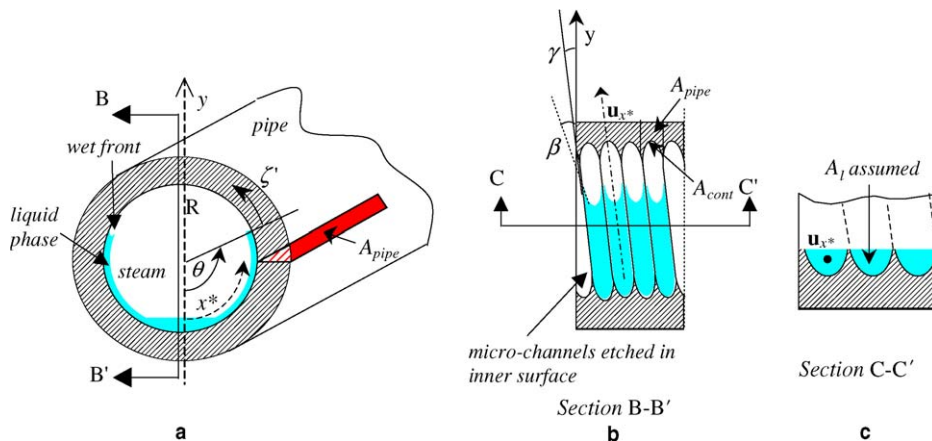 B
y
pipe
wet front
ζ'
R
liquid
phase
steam
θ
A_pipe
x*
B'
a
y
γ
u_x*
A_pipe
β
C
A_cont
C'
micro-channels etched in
inner surface
Section B-B'
b
A_l assumed
u_x*
Section C-C'
c